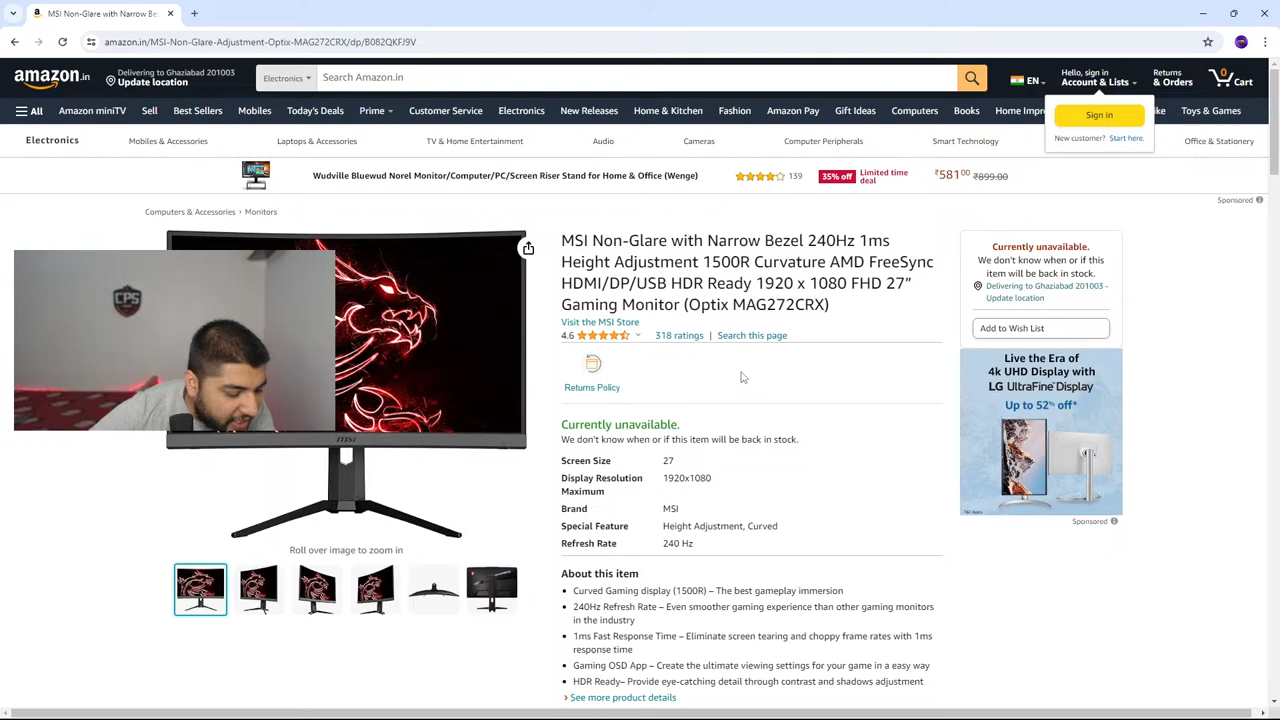 MSI Non-Glare with Narrow Bez
amazon.in/MSI-Non-Glare-Adjustment-Optix-MAG272CRX/dp/B082QKFJ9V
amazon.in
Delivering to Ghaziabad 201003
Update location
Electronics
Search Amazon.in
EN
Hello, sign in
Account & Lists
Returns
& Orders
0
Cart
All
Amazon miniTV
Sell
Best Sellers
Mobiles
Today's Deals
Prime
Customer Service
Electronics
New Releases
Home & Kitchen
Fashion
Amazon Pay
Gift Ideas
Computers
Books
Home Impr
ke
Toys & Games
Sign in
New customer? Start here.
Electronics
Mobiles & Accessories
Laptops & Accessories
TV & Home Entertainment
Audio
Cameras
Computer Peripherals
Smart Technology
Office & Stationery
Wudville Bluewud Norel Monitor/Computer/PC/Screen Riser Stand for Home & Office (Wenge)
139
35% off
Limited time
deal
₹58100
₹899.00
Sponsored
Computers & Accessories › Monitors
CPS
MSI
Roll over image to zoom in
MSI Non-Glare with Narrow Bezel 240Hz 1ms
Height Adjustment 1500R Curvature AMD FreeSync
HDMI/DP/USB HDR Ready 1920 x 1080 FHD 27”
Gaming Monitor (Optix MAG272CRX)
Visit the MSI Store
4.6
318 ratings | Search this page
Returns Policy
Currently unavailable.
We don't know when or if this item will be back in stock.
Screen Size 27
Display Resolution 1920x1080
Maximum
Brand MSI
Special Feature Height Adjustment, Curved
Refresh Rate 240 Hz
About this item
• Curved Gaming display (1500R) – The best gameplay immersion
• 240Hz Refresh Rate – Even smoother gaming experience than other gaming monitors
in the industry
• 1ms Fast Response Time – Eliminate screen tearing and choppy frame rates with 1ms
response time
• Gaming OSD App – Create the ultimate viewing settings for your game in a easy way
• HDR Ready– Provide eye-catching detail through contrast and shadows adjustment
› See more product details
Currently unavailable.
We don't know when or if this
item will be back in stock.
Delivering to Ghaziabad 201003 -
Update location
Add to Wish List
Live the Era of
4k UHD Display with
LG UltraFine Display
Up to 52% off*
Sponsored